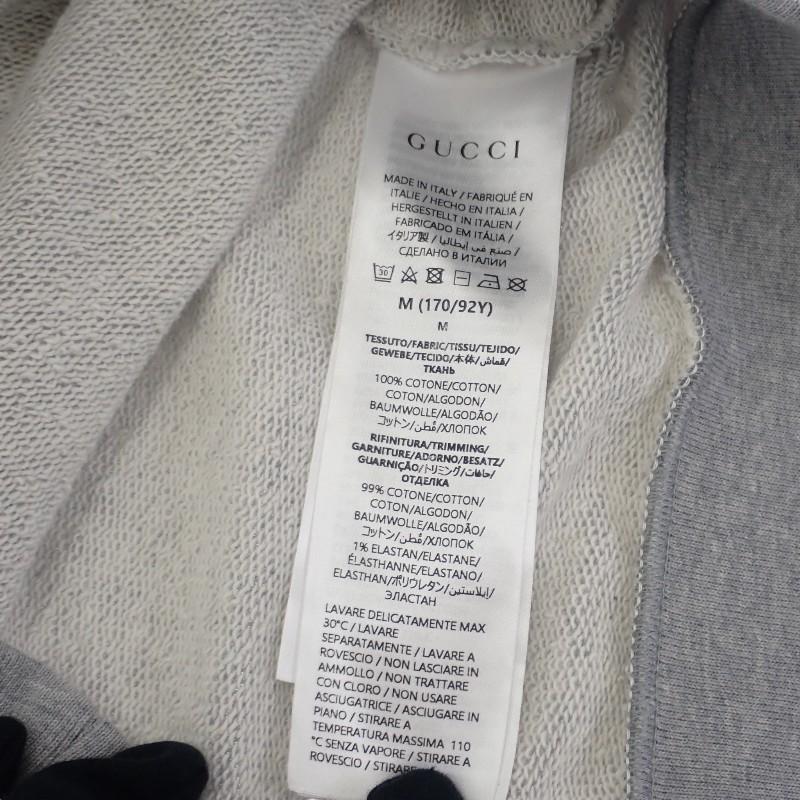 GUCCI
MADE IN ITALY / FABRIQUÉ EN
ITALIE / HECHO EN ITALIA /
HERGESTELLT IN ITALIEN /
FABRICADO EM ITÁLIA /
イタリア製 / صنع في إيطاليا /
СДЕЛАНО В ИТАЛИИ
30
M (170/92Y)
M
TESSUTO/FABRIC/TISSU/TEJIDO/
GEWEBE/TECIDO/本体/قماش/
ТКАНЬ
100% COTONE/COTTON/
COTON/ALGODON/
BAUMWOLLE/ALGODÃO/
コットン/قُطن/ХЛОПОК
RIFINITURA/TRIMMING/
GARNITURE/ADORNO/BESATZ/
GUARNIÇÃO/トリミング/حافات/
ОТДЕЛКА
99% COTONE/COTTON/
COTON/ALGODON/
BAUMWOLLE/ALGODÃO/
コットン/قُطن/ХЛОПОК
1% ELASTAN/ELASTANE/
ÉLASTHANNE/ELASTANO/
ELASTHAN/ポリウレタン/إيلاستين/
ЭЛАСТАН
LAVARE DELICATAMENTE MAX
30°C / LAVARE
SEPARATAMENTE / LAVARE A
ROVESCIO / NON LASCIARE IN
AMMOLLO / NON TRATTARE
CON CLORO / NON USARE
ASCIUGATRICE / ASCIUGARE IN
PIANO / STIRARE A
TEMPERATURA MASSIMA 110
°C SENZA VAPORE / STIRARE A
ROVESCIO / STIRARE